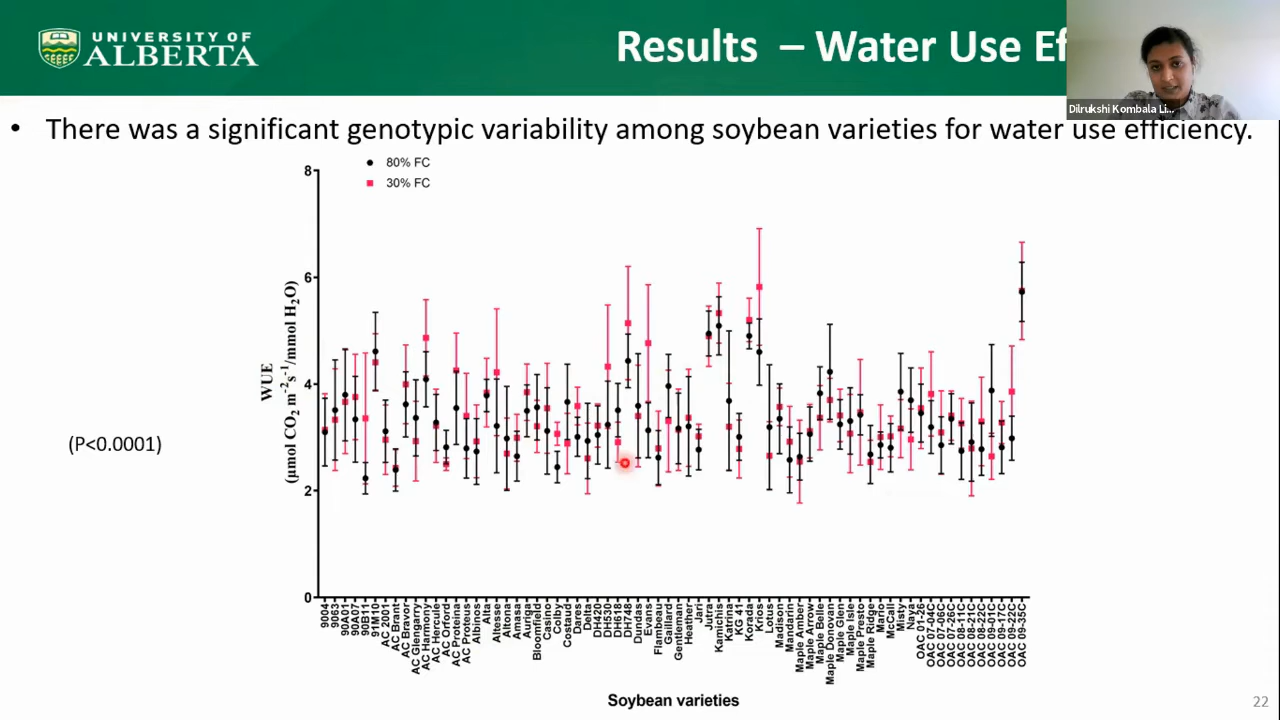 UNIVERSITY OF
ALBERTA
Results – Water Use Ef
Dilrukshi Kombala Li...
• There was a significant genotypic variability among soybean varieties for water use efficiency.
80% FC
30% FC
8
6
4
2
0
WUE
(µmol CO₂ m⁻²s⁻¹/mmol H₂O)
(P<0.0001)
9004
9063
90A01
90A07
90B11
91M10
AC 2001
AC Brant
AC Bravor
AC Glengarry
AC Harmony
AC Hercule
AC Orford
AC Proteina
AC Proteus
Albinos
Alta
Altesse
Altona
Amasa
Auriga
Bloomfield
Casino
Colby
Costaud
Dares
Delta
DH420
DH530
DH618
DH748
Dundas
Evans
Flambeau
Gaillard
Gentleman
Heather
Jari
Jutra
Kamichis
Katrina
KG 41
Korada
Krios
Lotus
Madison
Mandarin
Maple Amber
Maple Arrow
Maple Belle
Maple Donovan
Maple Glen
Maple Isle
Maple Presto
Maple Ridge
Mario
McCall
Misty
Naya
OAC 01-26
OAC 07-04C
OAC 07-06C
OAC 07-26C
OAC 08-11C
OAC 08-21C
OAC 08-22C
OAC 09-01C
OAC 09-17C
OAC 09-22C
OAC 09-35C
Soybean varieties
22